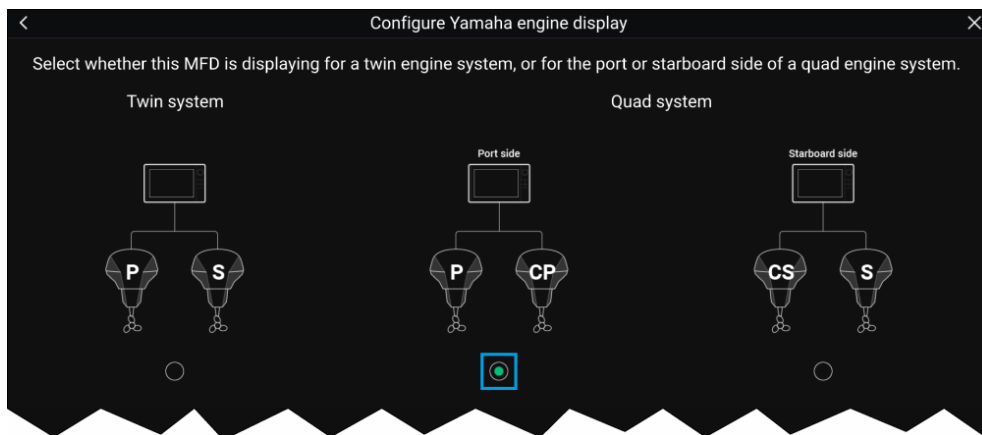 Configure Yamaha engine display
Select whether this MFD is displaying for a twin engine system, or for the port or starboard side of a quad engine system.
Twin system
Quad system
Port side
Starboard side
P S
P CP
CS S